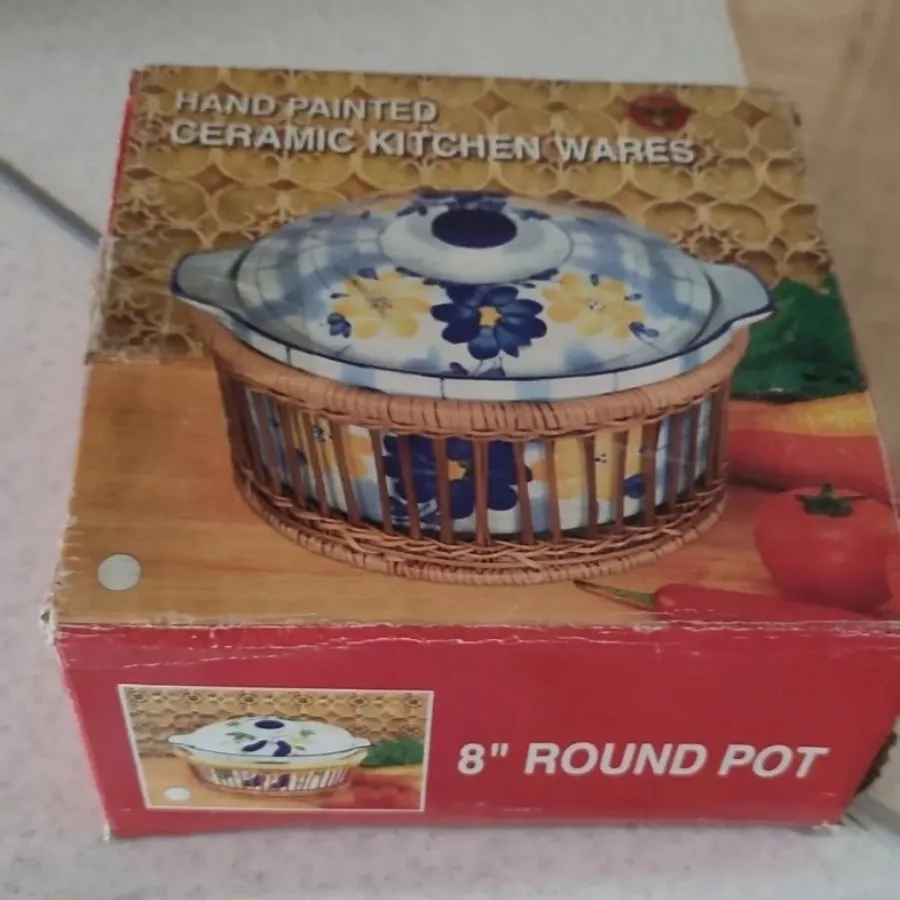 HAND PAINTED
CERAMIC KITCHEN WARES
8" ROUND POT